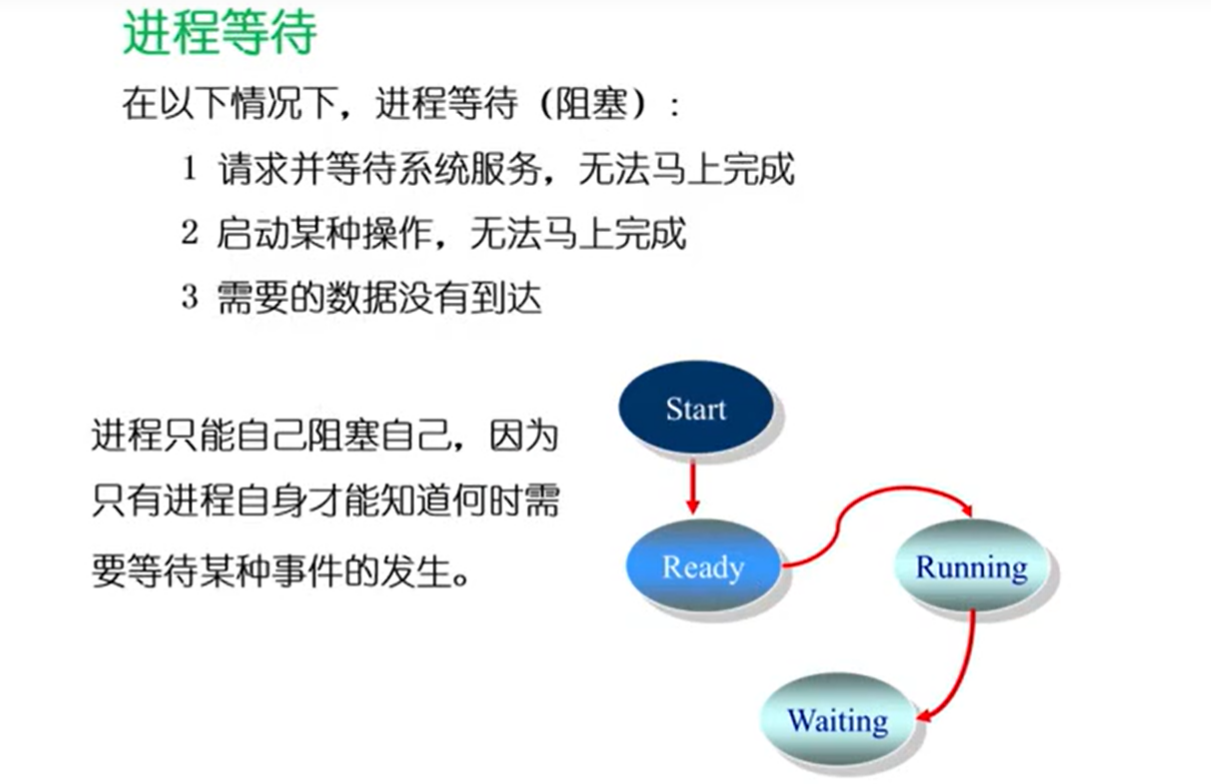 进程等待
在以下情况下，进程等待（阻塞）：
1 请求并等待系统服务，无法马上完成
2 启动某种操作，无法马上完成
3 需要的数据没有到达
进程只能自己阻塞自己，因为
只有进程自身才能知道何时需
要等待某种事件的发生。
Start
Ready
Running
Waiting